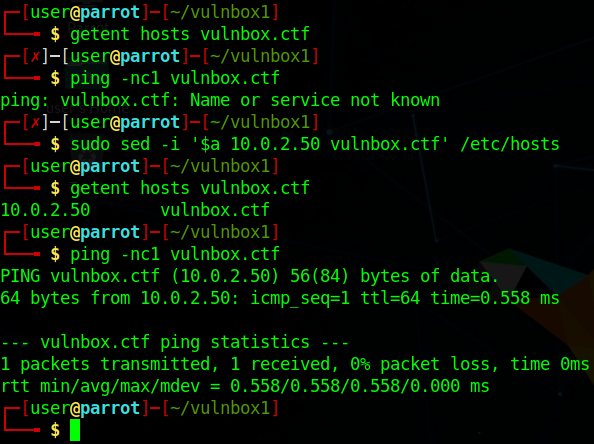 ┌─[user@parrot]─[~/vulnbox1]
└──╼ $ getent hosts vulnbox.ctf
┌─[✗]─[user@parrot]─[~/vulnbox1]
└──╼ $ ping -nc1 vulnbox.ctf
ping: vulnbox.ctf: Name or service not known
┌─[✗]─[user@parrot]─[~/vulnbox1]
└──╼ $ sudo sed -i '$a 10.0.2.50 vulnbox.ctf' /etc/hosts
┌─[user@parrot]─[~/vulnbox1]
└──╼ $ getent hosts vulnbox.ctf
10.0.2.50       vulnbox.ctf
┌─[user@parrot]─[~/vulnbox1]
└──╼ $ ping -nc1 vulnbox.ctf
PING vulnbox.ctf (10.0.2.50) 56(84) bytes of data.
64 bytes from 10.0.2.50: icmp_seq=1 ttl=64 time=0.558 ms

--- vulnbox.ctf ping statistics ---
1 packets transmitted, 1 received, 0% packet loss, time 0ms
rtt min/avg/max/mdev = 0.558/0.558/0.558/0.000 ms
┌─[user@parrot]─[~/vulnbox1]
└──╼ $